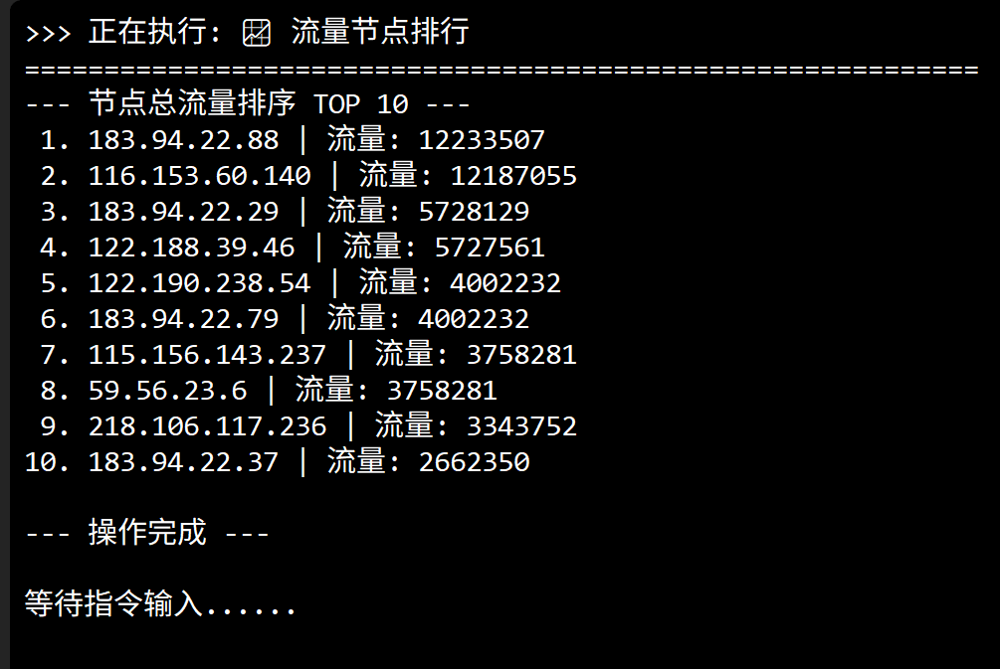 >>> 正在执行: 📈 流量节点排行
============================================================
--- 节点总流量排序 TOP 10 ---
1. 183.94.22.88 | 流量: 12233507
2. 116.153.60.140 | 流量: 12187055
3. 183.94.22.29 | 流量: 5728129
4. 122.188.39.46 | 流量: 5727561
5. 122.190.238.54 | 流量: 4002232
6. 183.94.22.79 | 流量: 4002232
7. 115.156.143.237 | 流量: 3758281
8. 59.56.23.6 | 流量: 3758281
9. 218.106.117.236 | 流量: 3343752
10. 183.94.22.37 | 流量: 2662350
--- 操作完成 ---
等待指令输入......